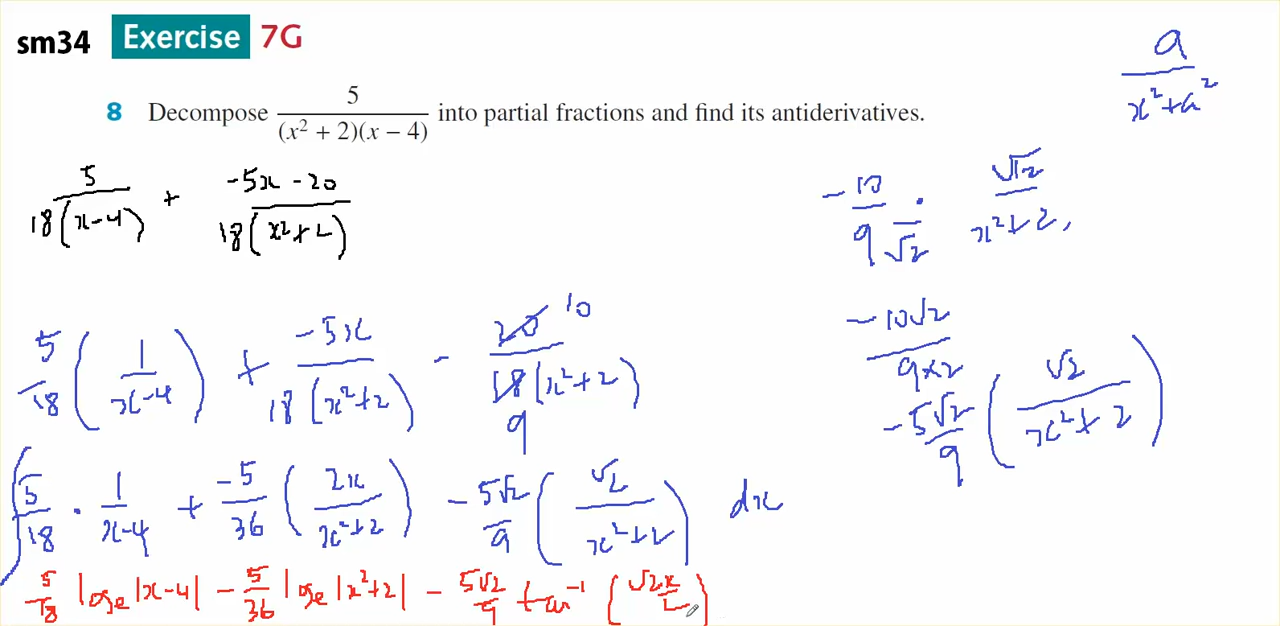 sm34 Exercise 7G
8 Decompose 5/((x² + 2)(x − 4)) into partial fractions and find its antiderivatives.
a/(x² + a²)
5/(18(x-4)) + (-5x - 20)/(18(x² + 2))
-10/(9√2) · √2/(x² + 2),
5/18 (1/(x-4)) + -5x/(18(x² + 2)) - 20/(18(x² + 2)) 10 9
-10√2/(9×2)
-5√2/9 (√2/(x² + 2))
∫ 5/18 · 1/(x-4) + -5/36 (2x/(x² + 2)) - 5√2/9 (√2/(x² + 2)) dx
5/18 logₑ|x-4| - 5/36 logₑ|x² + 2| - 5√2/9 tan⁻¹ (√2x/2)